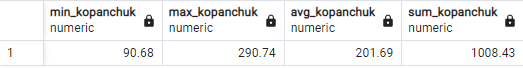 min_kopanchuk max_kopanchuk avg_kopanchuk sum_kopanchuk
numeric numeric numeric numeric
1 90.68 290.74 201.69 1008.43